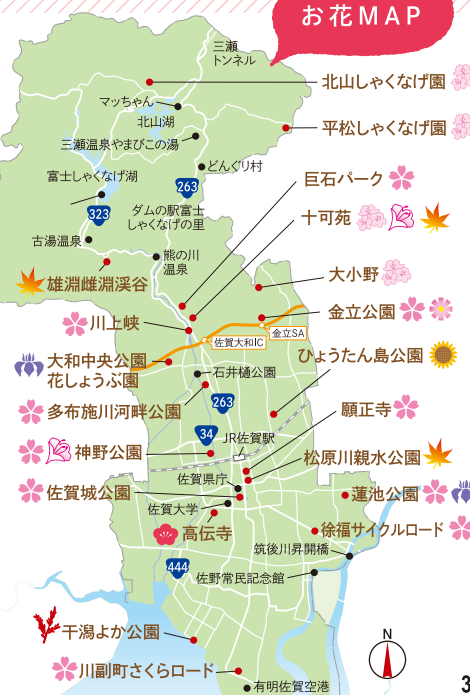 お花MAP
三瀬
トンネル
北山しゃくなげ園
マッちゃん
北山湖
平松しゃくなげ園
三瀬温泉やまびこの湯
どんぐり村
富士しゃくなげ湖
263
巨石パーク
323
ダムの駅富士
しゃくなげの里
十可苑
古湯温泉
熊の川
温泉
大小野
雄淵雌淵渓谷
金立公園
川上峡
金立SA
佐賀大和IC
ひょうたん島公園
大和中央公園
花しょうぶ園
石井樋公園
多布施川河畔公園
263
願正寺
34
JR佐賀駅
神野公園
松原川親水公園
佐賀県庁
佐賀城公園
蓮池公園
佐賀大学
高伝寺
徐福サイクルロード
筑後川昇開橋
444
佐野常民記念館
干潟よか公園
N
川副町さくらロード
有明佐賀空港
3